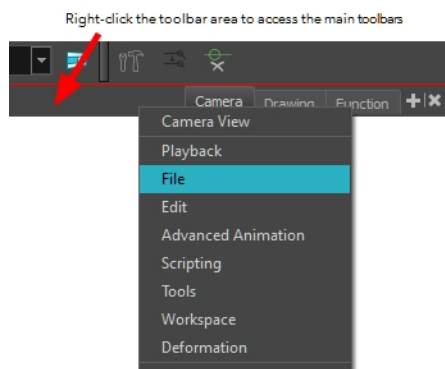 Right-click the toolbar area to access the main toolbars
Camera Drawing Function
Camera View
Playback
File
Edit
Advanced Animation
Scripting
Tools
Workspace
Deformation